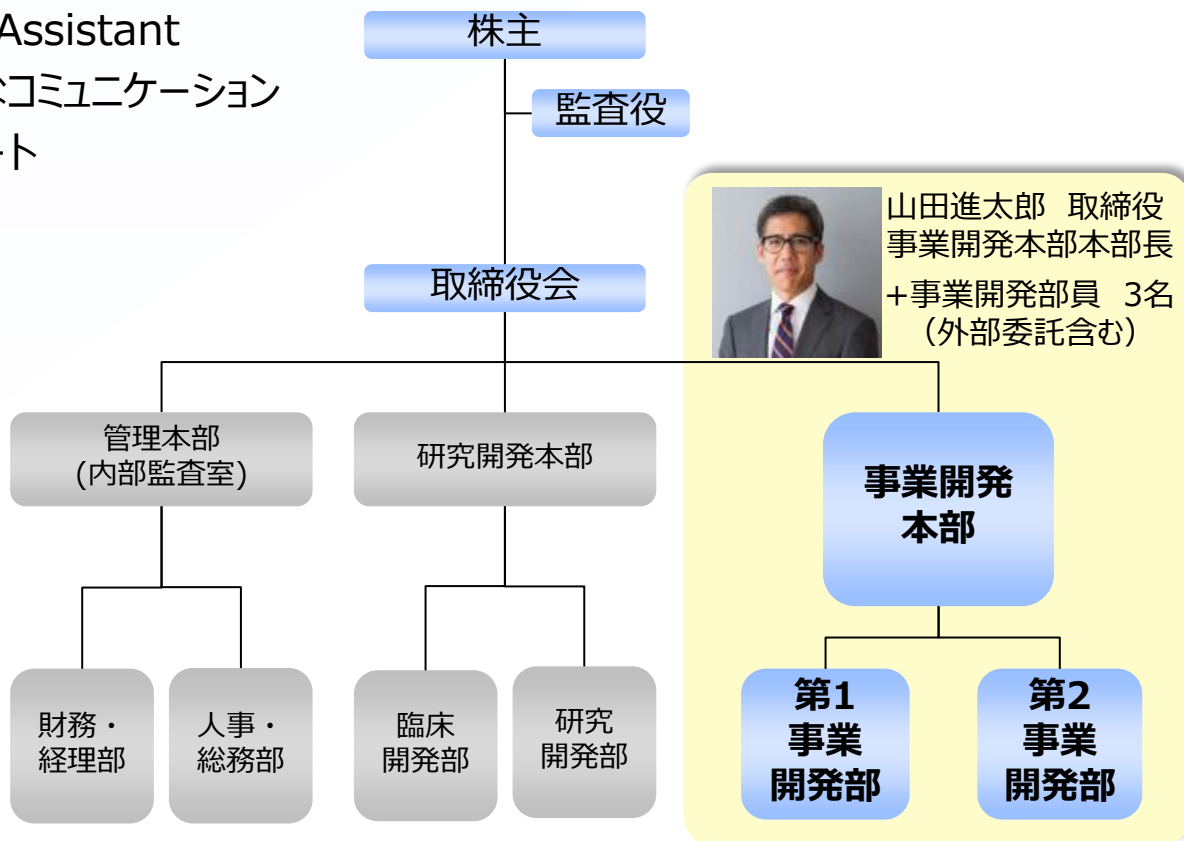 Assistant
コミュニケーション
ート
株主
監査役
取締役会
山田進太郎 取締役
事業開発本部本部長
+事業開発部員 3名
（外部委託含む）
管理本部
(内部監査室)
研究開発本部
事業開発
本部
財務・
経理部
人事・
総務部
臨床
開発部
研究
開発部
第1
事業
開発部
第2
事業
開発部